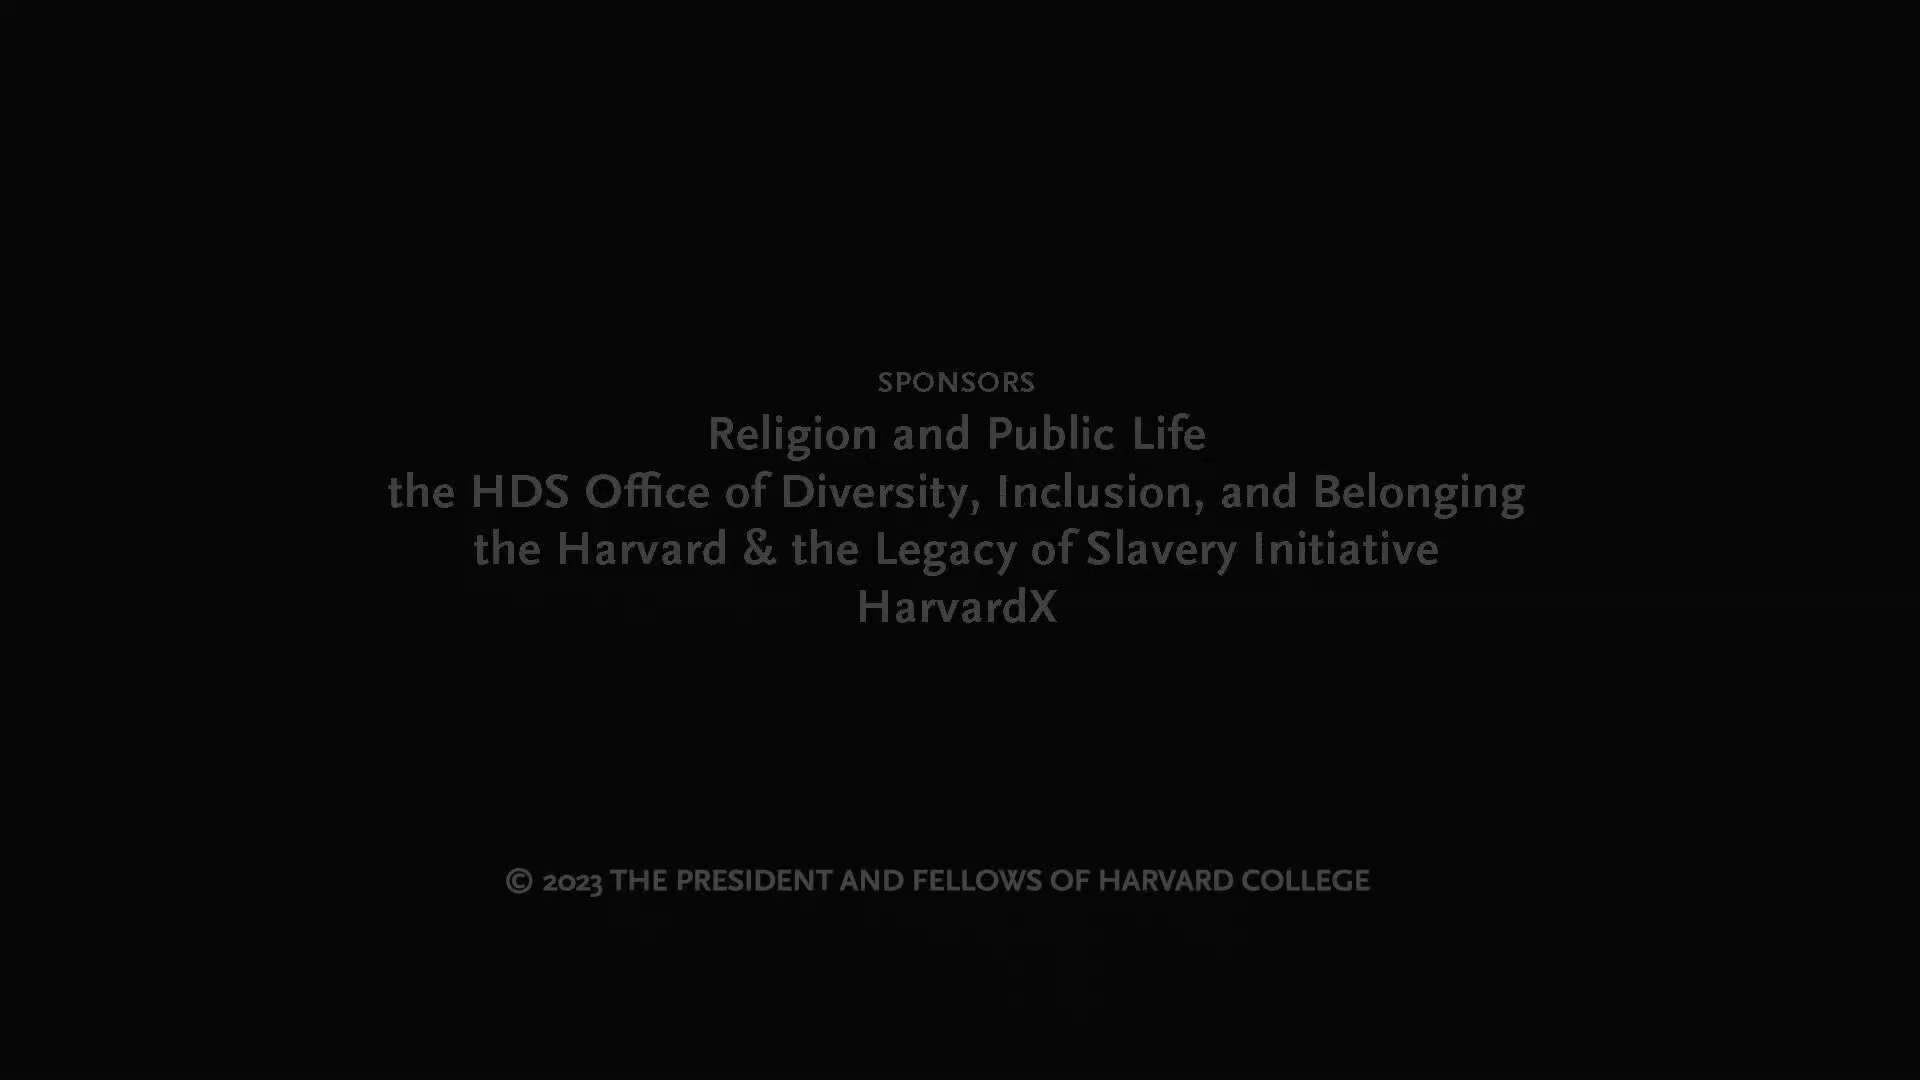 SPONSORS
Religion and Public Life
the HDS Office of Diversity, Inclusion, and Belonging
the Harvard & the Legacy of Slavery Initiative
HarvardX
© 2023 THE PRESIDENT AND FELLOWS OF HARVARD COLLEGE